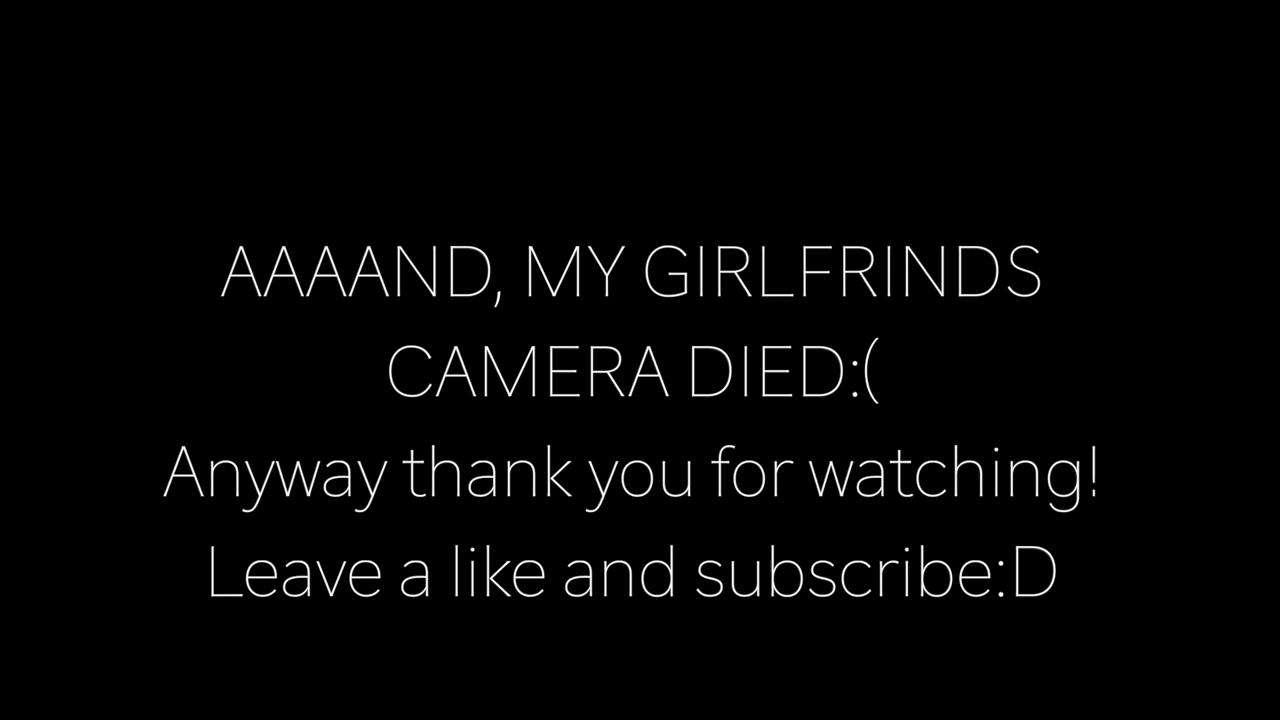 AAAAND, MY GIRLFRINDS
CAMERA DIED:(
Anyway thank you for watching!
Leave a like and subscribe:D